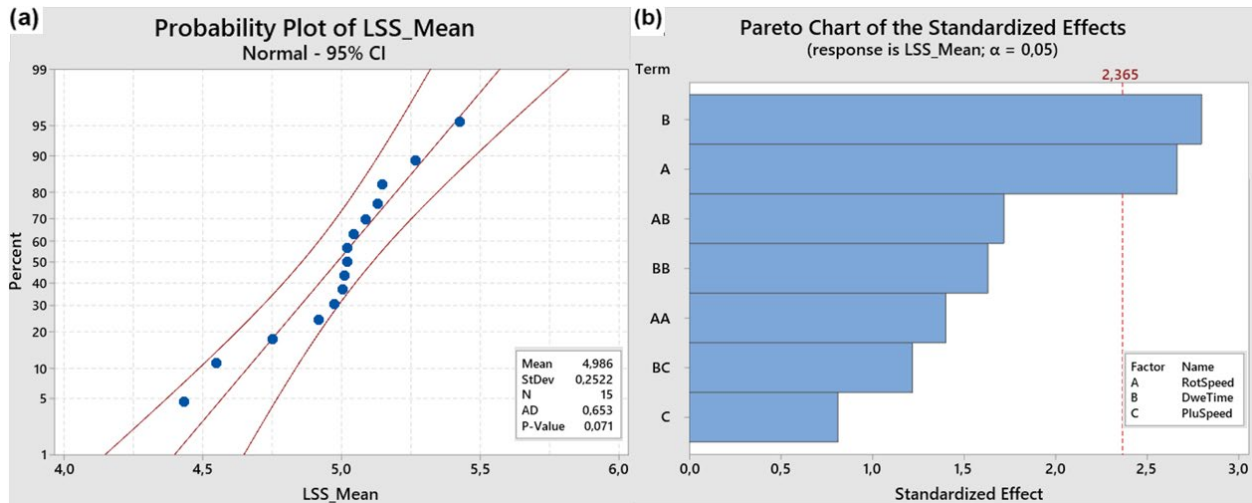 (a)
Probability Plot of LSS_Mean
Normal - 95% CI
99
95
90
80
70
60
50
40
30
20
10
5
1
Percent
4,0 4,5 5,0 5,5 6,0
LSS_Mean
Mean 4,986
StDev 0,2522
N 15
AD 0,653
P-Value 0,071
(b)
Pareto Chart of the Standardized Effects
(response is LSS_Mean; α = 0,05)
Term
2,365
B
A
AB
BB
AA
BC
C
Factor Name
A RotSpeed
B DweTime
C PluSpeed
0,0 0,5 1,0 1,5 2,0 2,5 3,0
Standardized Effect